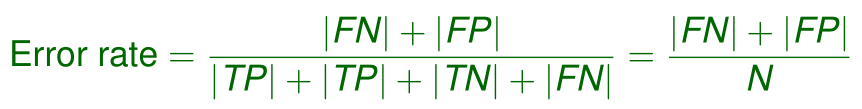 Error rate = |FN| + |FP| / |TP| + |TP| + |TN| + |FN| = |FN| + |FP| / N